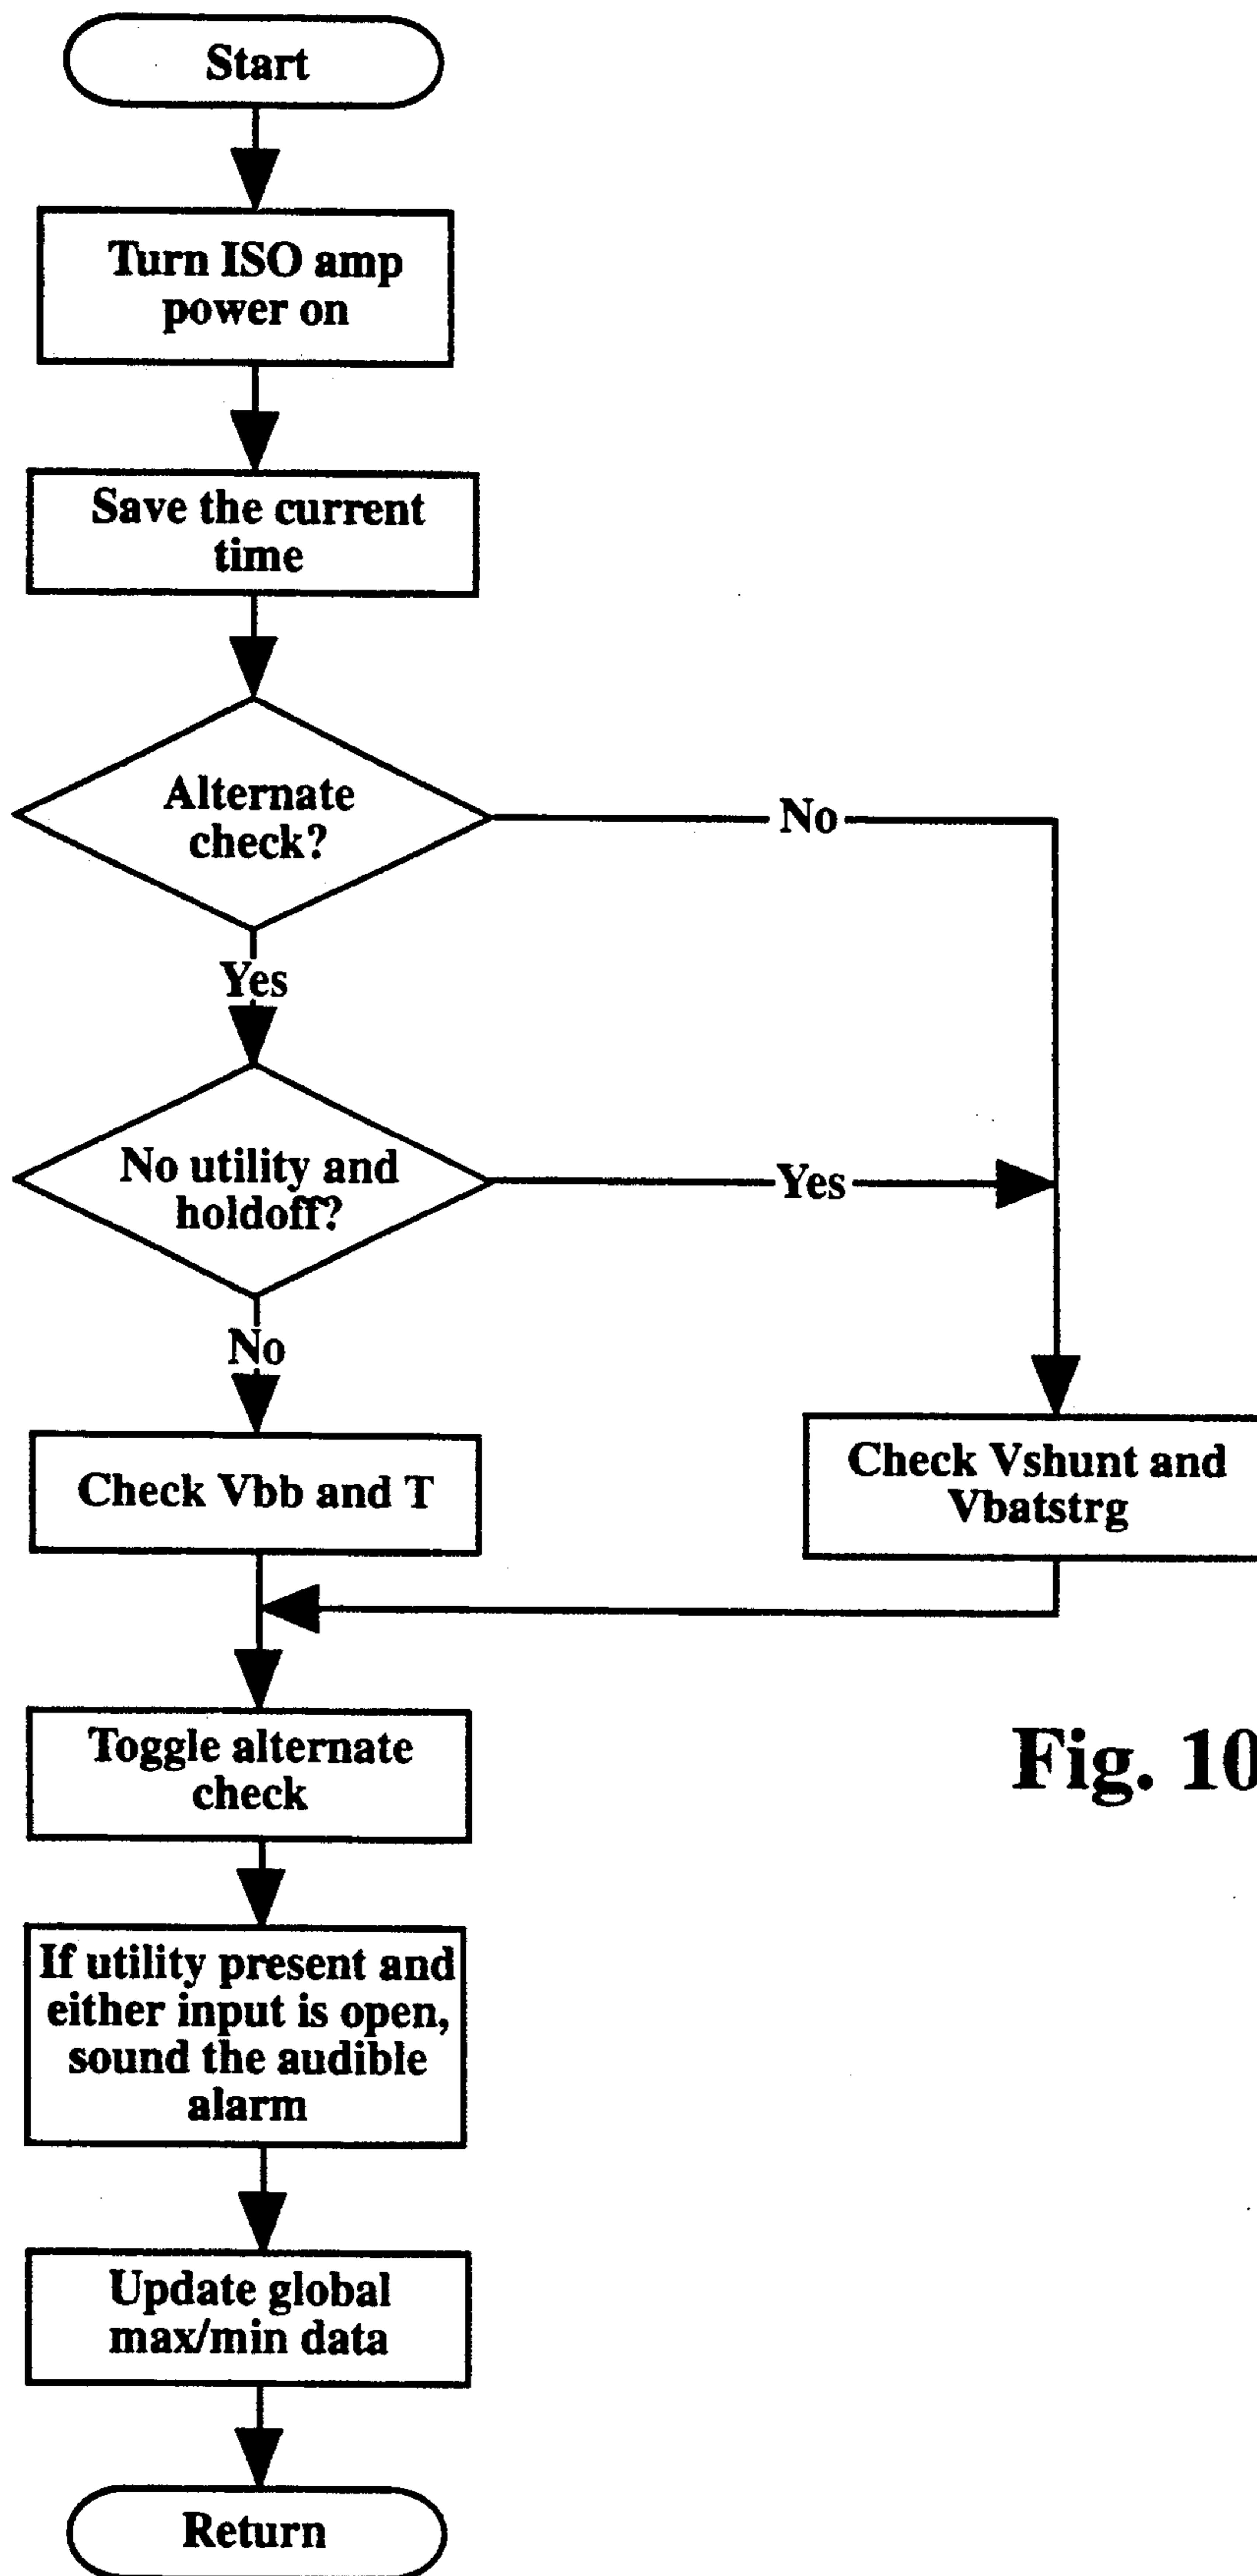 Start
Turn ISO amp
power on
Save the current
time
Alternate
check?
No
Yes
No utility and
holdoff?
Yes
No
Check Vbb and T
Check Vshunt and
Vbatstrg
Toggle alternate
check
Fig. 10
If utility present and
either input is open,
sound the audible
alarm
Update global
max/min data
Return